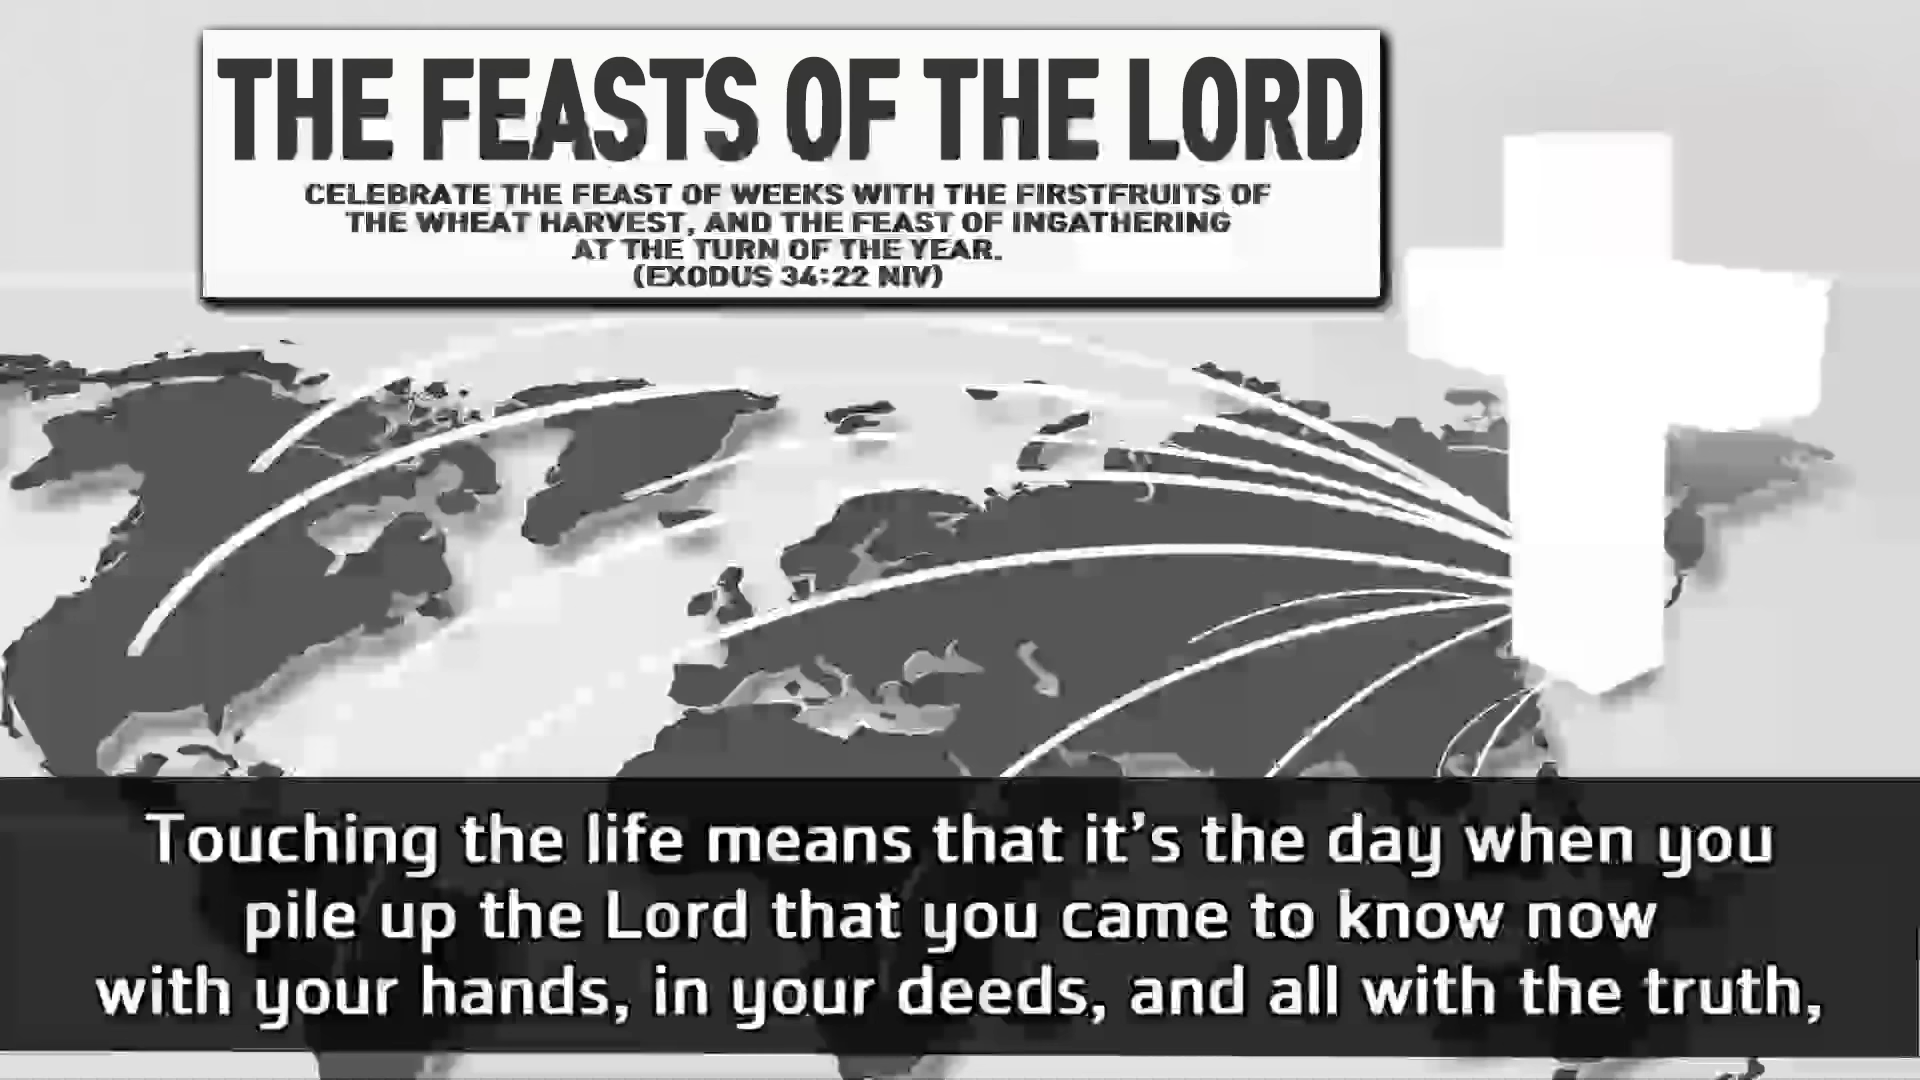 THE FEASTS OF THE LORD
CELEBRATE THE FEAST OF WEEKS WITH THE FIRSTFRUITS OF
THE WHEAT HARVEST, AND THE FEAST OF INGATHERING
AT THE TURN OF THE YEAR.
(EXODUS 34:22 NIV)
Touching the life means that it's the day when you
pile up the Lord that you came to know now
with your hands, in your deeds, and all with the truth,